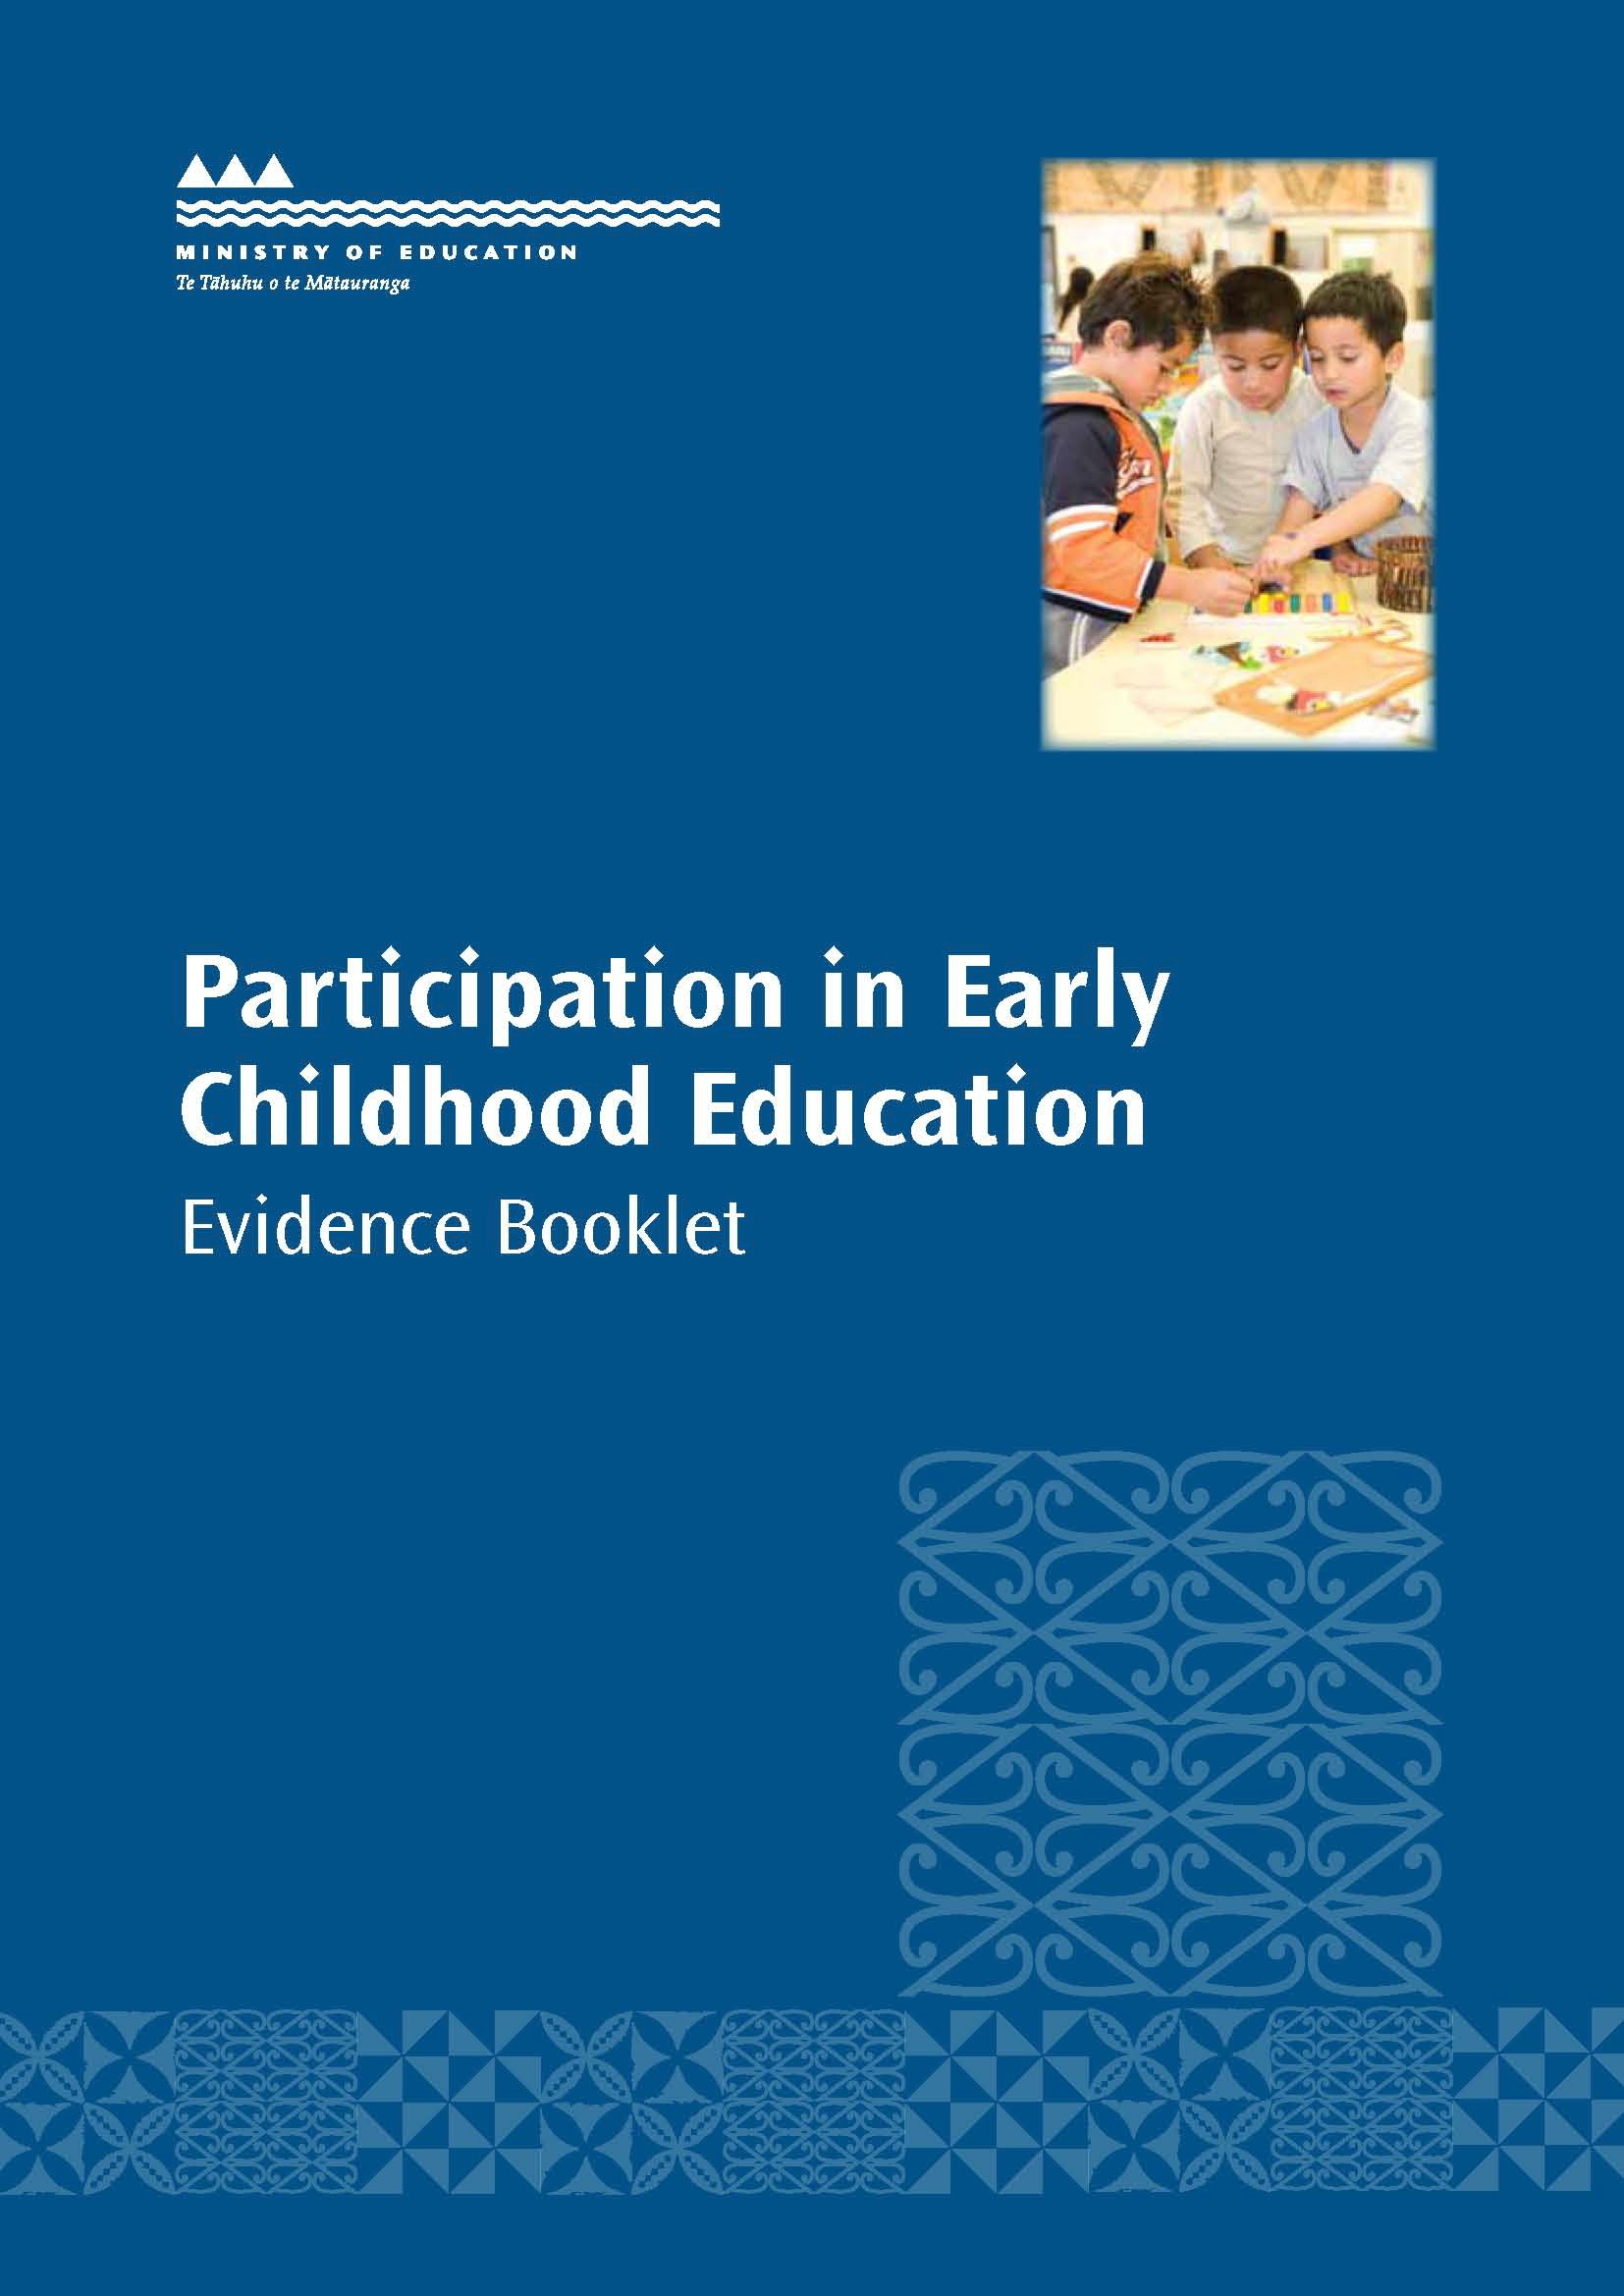 MINISTRY OF EDUCATION
Te Tāhuhu o te Mātauranga
Participation in Early
Childhood Education
Evidence Booklet